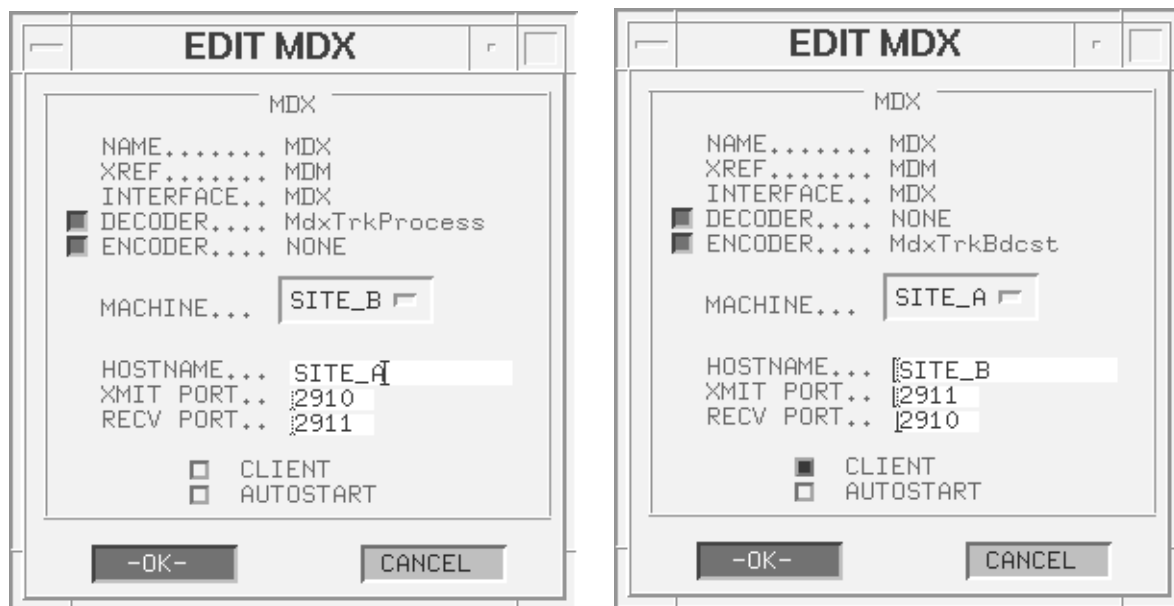 EDIT MDX
MDX
NAME....... MDX
XREF....... MDM
INTERFACE.. MDX
DECODER.... MdxTrkProcess
ENCODER.... NONE
MACHINE... SITE_B
HOSTNAME... SITE_A
XMIT PORT.. 2910
RECV PORT.. 2911
CLIENT
AUTOSTART
-OK- CANCEL
EDIT MDX
MDX
NAME....... MDX
XREF....... MDM
INTERFACE.. MDX
DECODER.... NONE
ENCODER.... MdxTrkBdcst
MACHINE... SITE_A
HOSTNAME... SITE_B
XMIT PORT.. 2911
RECV PORT.. 2910
CLIENT
AUTOSTART
-OK- CANCEL